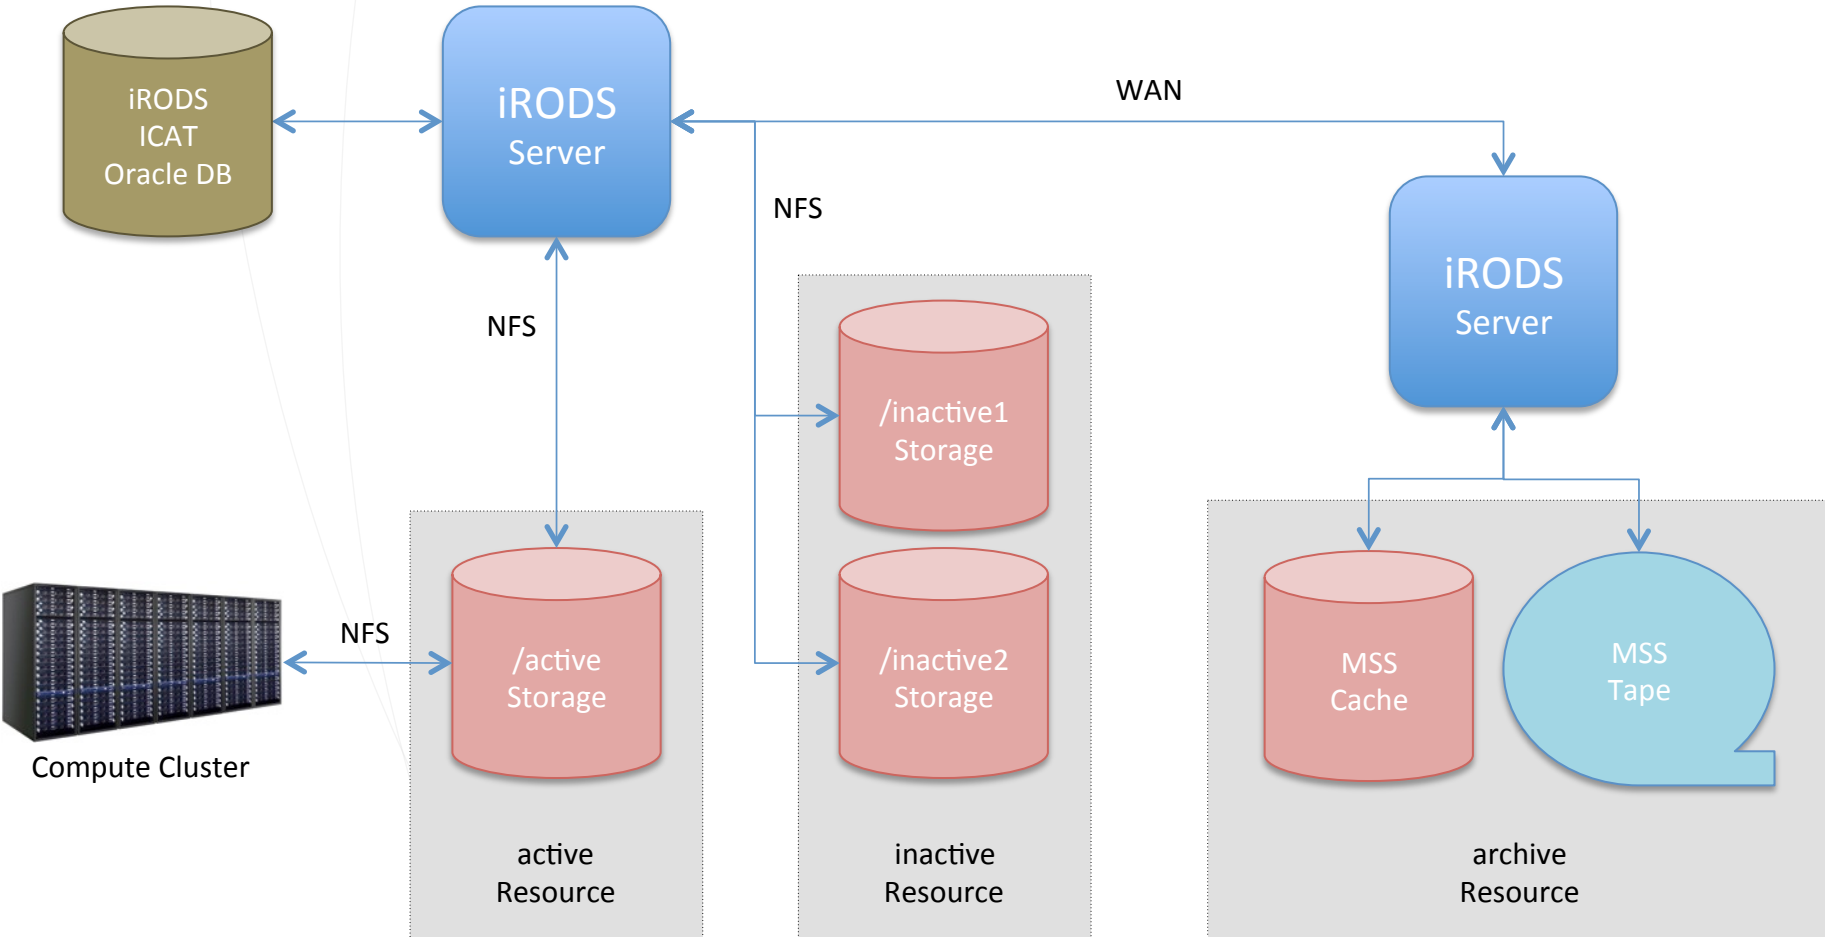 iRODS
ICAT
Oracle DB
iRODS
Server
WAN
NFS
iRODS
Server
NFS
/inactive1
Storage
NFS
/active
Storage
/inactive2
Storage
MSS
Cache
MSS
Tape
Compute Cluster
active
Resource
inactive
Resource
archive
Resource